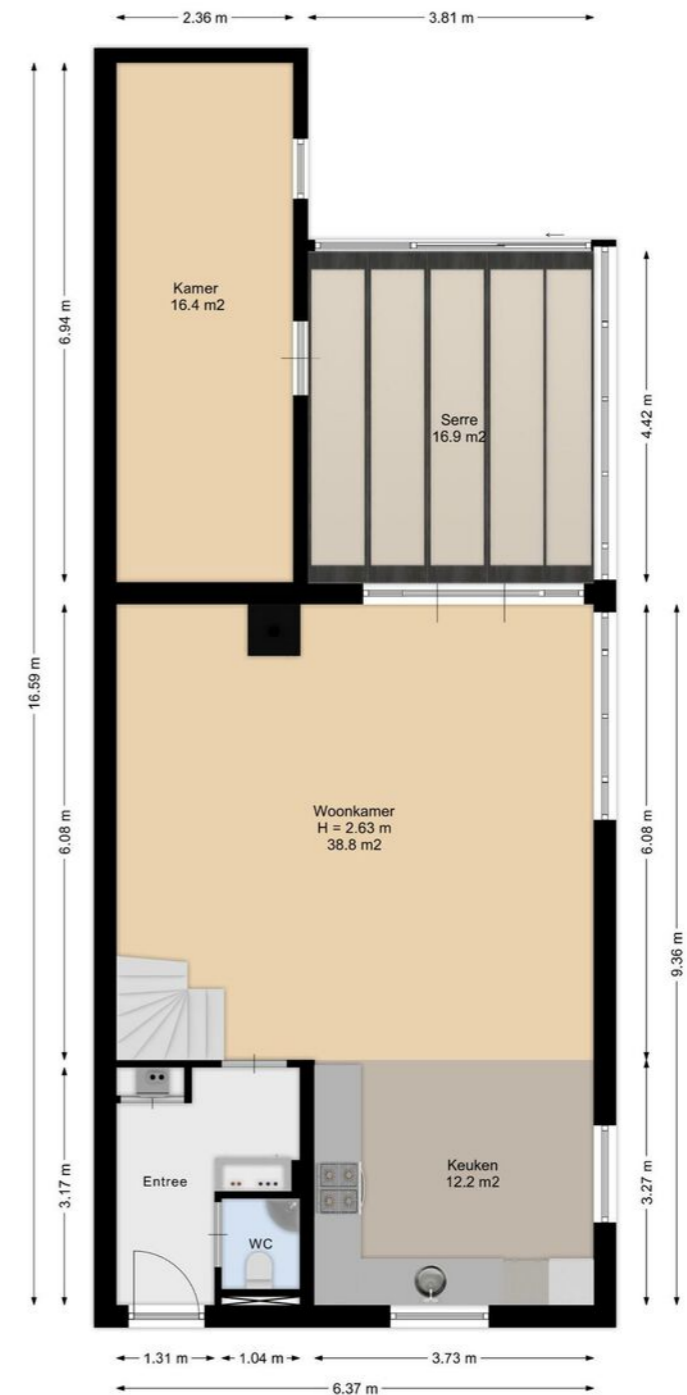 2.36 m
3.81 m
Kamer
16.4 m2
6.94 m
Serre
16.9 m2
4.42 m
16.59 m
Woonkamer
H = 2.63 m
38.8 m2
6.08 m
6.08 m
9.36 m
Entree
3.17 m
WC
Keuken
12.2 m2
3.27 m
1.31 m
1.04 m
3.73 m
6.37 m